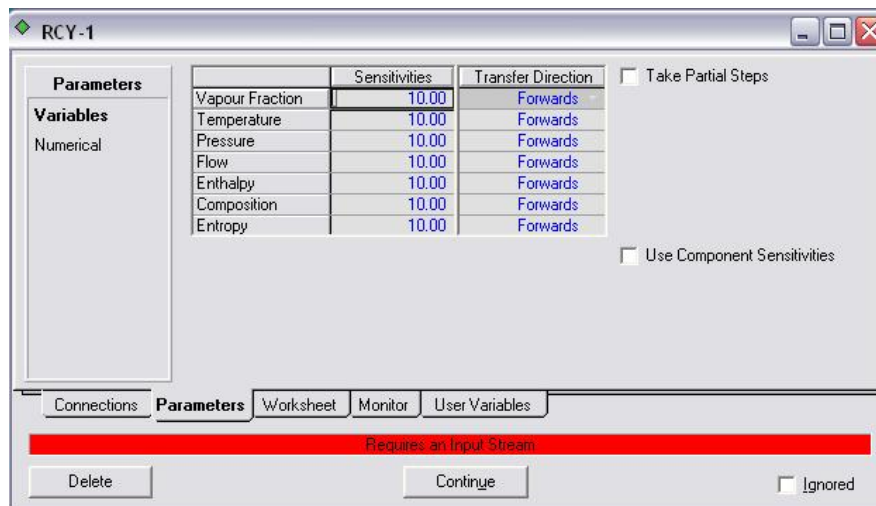 RCY-1
Parameters
Variables
Numerical
Sensitivities Transfer Direction
Vapour Fraction 10.00 Forwards
Temperature 10.00 Forwards
Pressure 10.00 Forwards
Flow 10.00 Forwards
Enthalpy 10.00 Forwards
Composition 10.00 Forwards
Entropy 10.00 Forwards
Take Partial Steps
Use Component Sensitivities
Connections Parameters Worksheet Monitor User Variables
Requires an Input Stream
Delete Continue Ignored